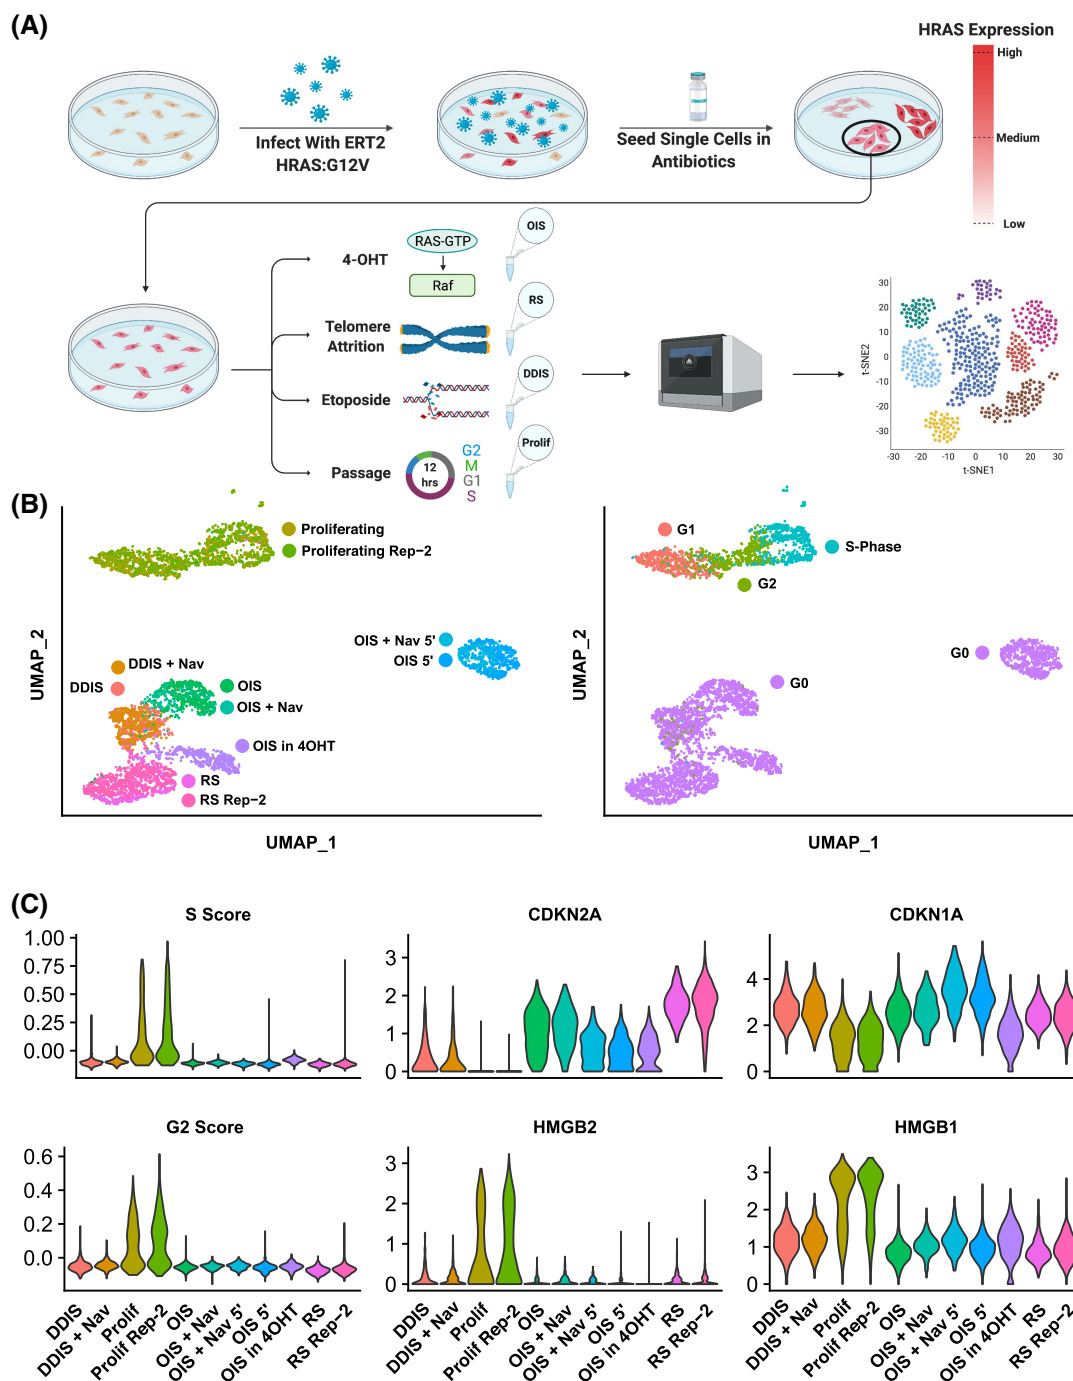 (A)
HRAS Expression
High
Medium
Low
Infect With ERT2
HRAS:G12V
Seed Single Cells in
Antibiotics
4-OHT
RAS-GTP
Raf
OIS
Telomere
Attrition
RS
Etoposide
DDIS
Passage
12
hrs
G2
M
G1
S
Prolif
t-SNE2
30
20
10
0
-10
-20
-30
-30
-20
-10
0
10
20
30
t-SNE1
(B)
Proliferating
Proliferating Rep-2
OIS + Nav 5'
OIS 5'
DDIS + Nav
DDIS
OIS
OIS + Nav
OIS in 4OHT
RS
RS Rep-2
UMAP_2
UMAP_1
G1
S-Phase
G2
G0
G0
UMAP_2
UMAP_1
(C)
S Score
1.00
0.75
0.50
0.25
0.00
CDKN2A
3
2
1
0
CDKN1A
4
2
0
G2 Score
0.6
0.4
0.2
0.0
HMGB2
3
2
1
0
HMGB1
3
2
1
0
DDIS
DDIS + Nav
Prolif
Prolif Rep-2
OIS
OIS + Nav
OIS + Nav 5'
OIS 5'
OIS in 4OHT
RS
RS Rep-2
DDIS
DDIS + Nav
Prolif
Prolif Rep-2
OIS
OIS + Nav
OIS + Nav 5'
OIS 5'
OIS in 4OHT
RS
RS Rep-2
DDIS
DDIS + Nav
Prolif
Prolif Rep-2
OIS
OIS + Nav
OIS + Nav 5'
OIS 5'
OIS in 4OHT
RS
RS Rep-2